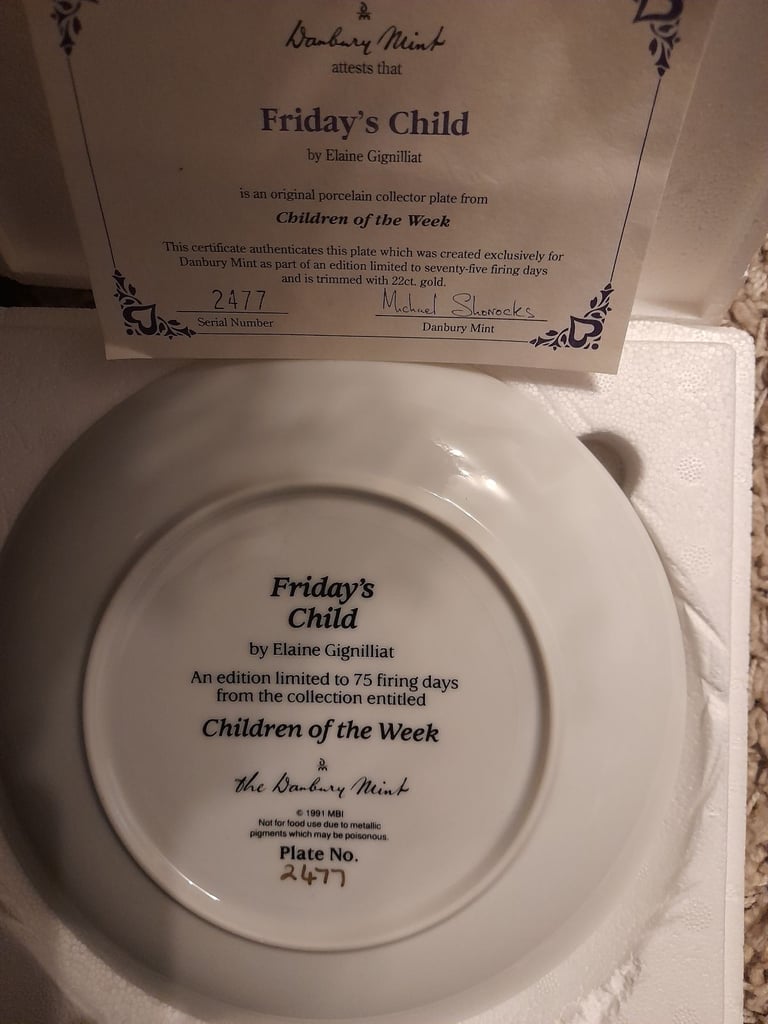 Danbury Mint
attests that
Friday's Child
by Elaine Gignilliat
is an original porcelain collector plate from
Children of the Week
This certificate authenticates this plate which was created exclusively for
Danbury Mint as part of an edition limited to seventy-five firing days
and is trimmed with 22ct. gold.
2477
Serial Number
Michael Shorrocks
Danbury Mint
Friday's
Child
by Elaine Gignilliat
An edition limited to 75 firing days
from the collection entitled
Children of the Week
the Danbury Mint
© 1991 MBI
Not for food use due to metallic
pigments which may be poisonous.
Plate No.
2477